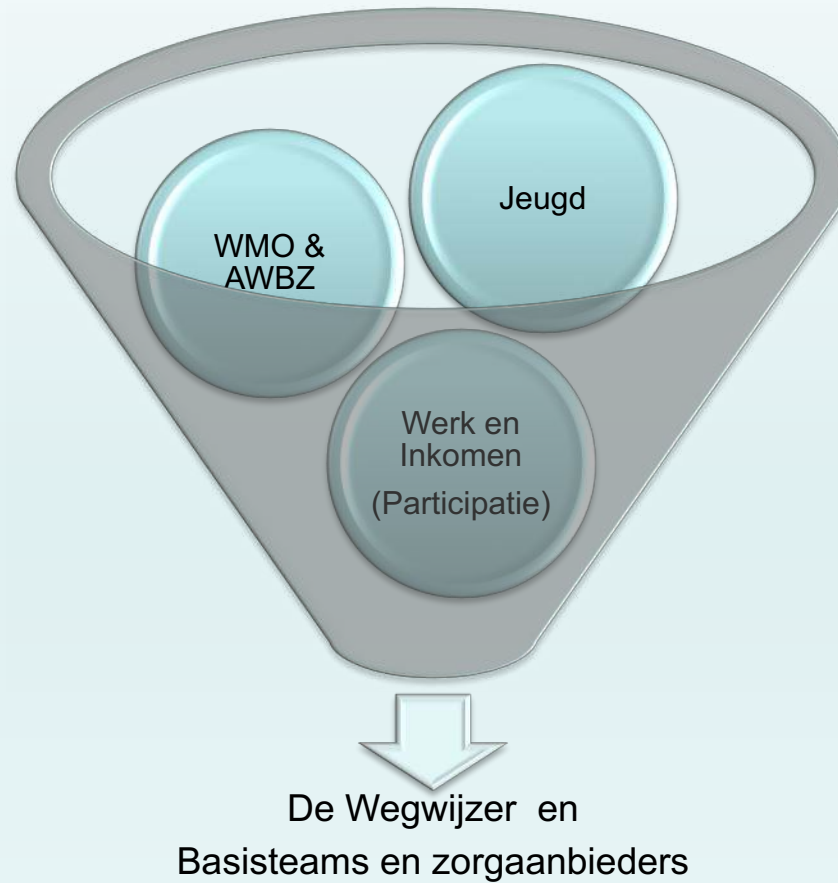 WMO &
AWBZ
Jeugd
Werk en
Inkomen
(Participatie)
De Wegwijzer en
Basisteams en zorgaanbieders